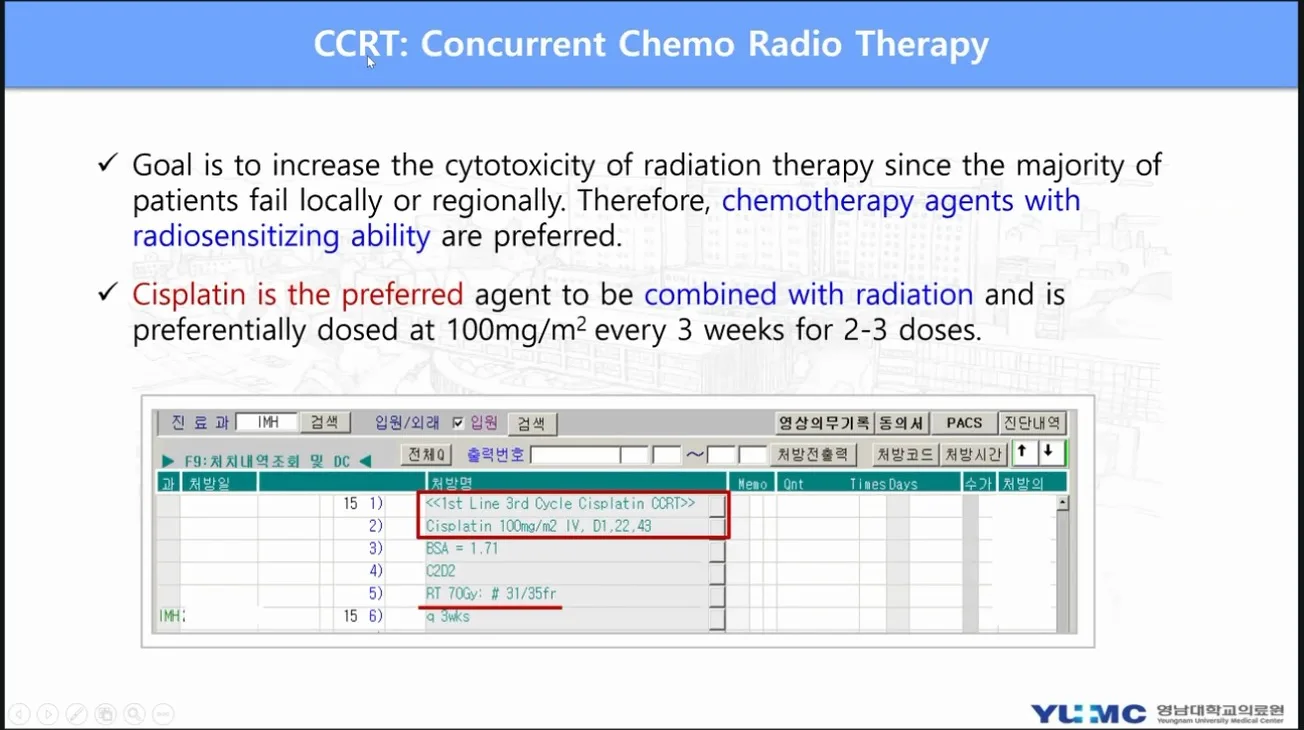 CCRT: Concurrent Chemo Radio Therapy
✓ Goal is to increase the cytotoxicity of radiation therapy since the majority of
patients fail locally or regionally. Therefore, chemotherapy agents with
radiosensitizing ability are preferred.
✓ Cisplatin is the preferred agent to be combined with radiation and is
preferentially dosed at 100mg/m² every 3 weeks for 2-3 doses.
진 료 과 IMH 검색 입원/외래 입원 검색 영상의무기록 동의서 PACS 진단내역
▶ F9:처치내역조회 및 DC ◀ 전체Q 출력번호 ~ 처방전출력 처방코드 처방시간 ↑ ↓
과 처방일 처방명 Memo Qnt Times Days 수가 처방의
15 1) <<1st Line 3rd Cycle Cisplatin CCRT>>
2) Cisplatin 100mg/m2 IV, D1,22,43
3) BSA = 1.71
4) C2D2
5) RT 70Gy: # 31/35fr
IMH2 15 6) q 3wks
YUMC 영남대학교의료원
Yeungnam University Medical Center